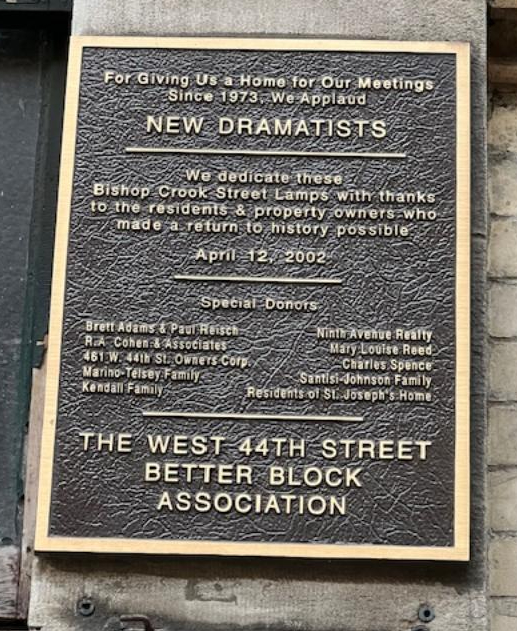 For Giving Us a Home for Our Meetings
Since 1973, We Applaud
NEW DRAMATISTS
We dedicate these
Bishop Crook Street Lamps with thanks
to the residents & property owners who
made a return to history possible
April 12, 2002
Special Donors
Brett Adams & Paul Reisch
R.A. Cohen & Associates
461 W. 44th St. Owners Corp.
Marino-Telsey Family
Kendall Family
Ninth Avenue Realty
Mary Louise Reed
Charles Spence
Santisi-Johnson Family
Residents of St. Joseph's Home
THE WEST 44TH STREET
BETTER BLOCK
ASSOCIATION